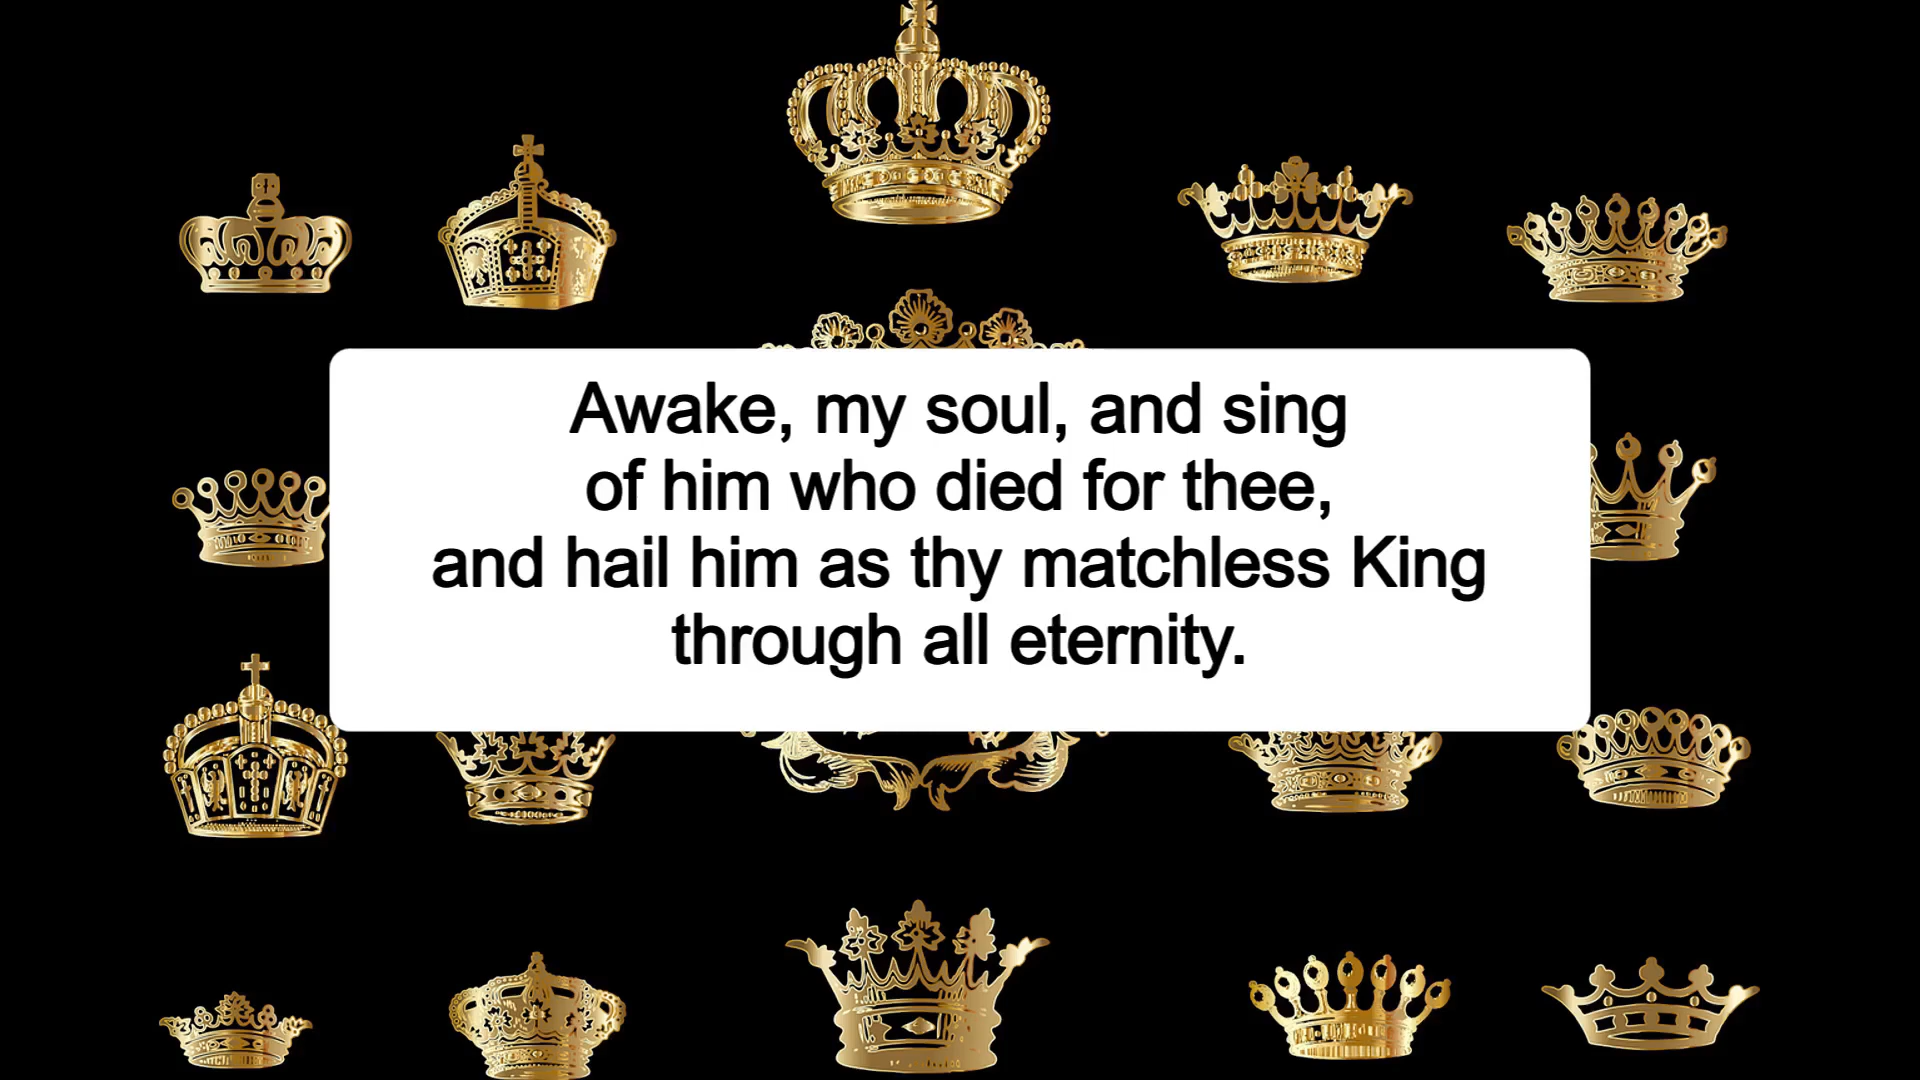 Awake, my soul, and sing
of him who died for thee,
and hail him as thy matchless King
through all eternity.